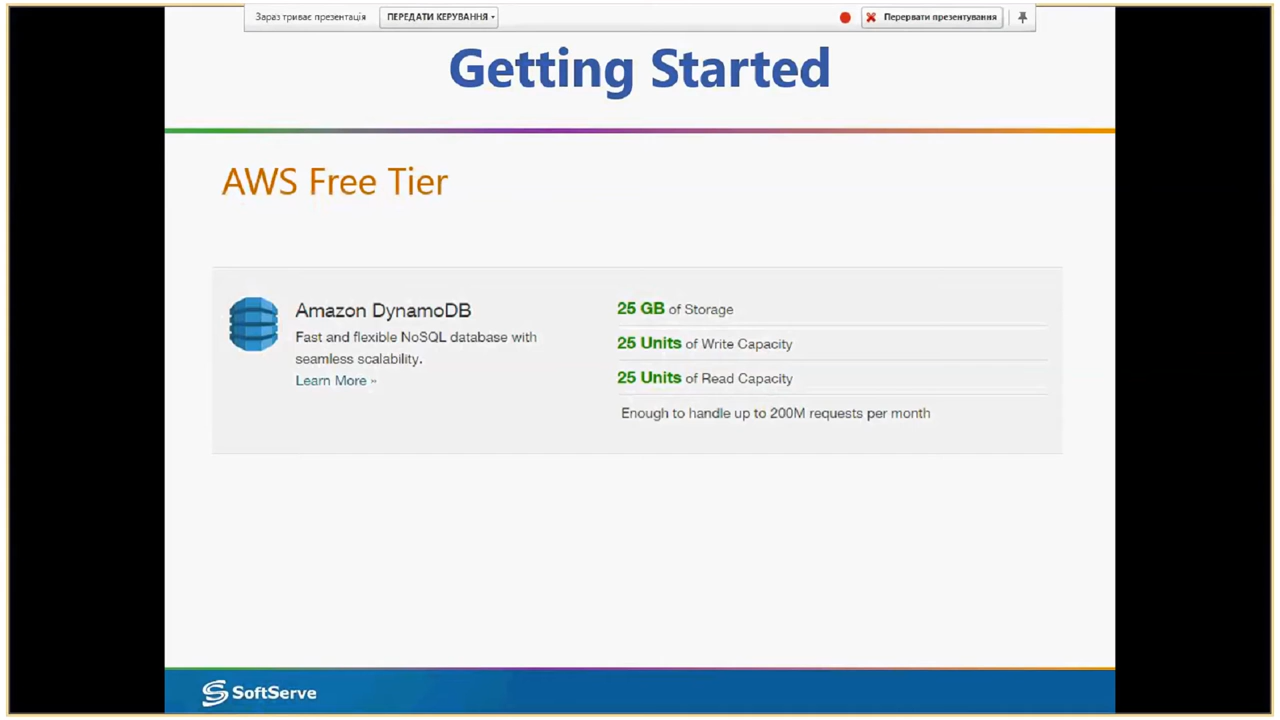 Зараз триває презентація
ПЕРЕДАТИ КЕРУВАННЯ
Перервати презентування
Getting Started
AWS Free Tier
Amazon DynamoDB
Fast and flexible NoSQL database with
seamless scalability.
Learn More »
25 GB of Storage
25 Units of Write Capacity
25 Units of Read Capacity
Enough to handle up to 200M requests per month
SoftServe